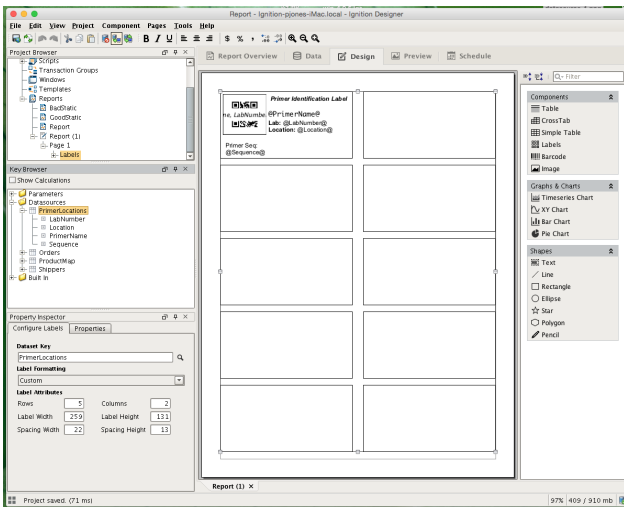 Report - Ignition-pjones-iMac.local - Ignition Designer
File Edit View Project Component Pages Tools Help
B I U $ % ,
Project Browser
Scripts
Transaction Groups
Windows
Templates
Reports
BadStatic
GoodStatic
Report
Report (1)
Page 1
Labels
Key Browser
Show Calculations
Parameters
Datasources
PrimerLocations
LabNumber
Location
PrimerName
Sequence
Orders
ProductMap
Shippers
Built In
Property Inspector
Configure Labels Properties
Dataset Key
PrimerLocations
Label Formatting
Custom
Label Attributes
Rows 5 Columns 2
Label Width 259 Label Height 131
Spacing Width 22 Spacing Height 13
Report Overview Data Design Preview Schedule
Primer Identification Label
ne, LabNumbe @PrimerName@
Lab: @LabNumber@
Location: @Location@
Primer Seq:
@Sequence@
Report (1) ×
Filter
Components
Table
CrossTab
Simple Table
Labels
Barcode
Image
Graphs & Charts
Timeseries Chart
XY Chart
Bar Chart
Pie Chart
Shapes
Text
Line
Rectangle
Ellipse
Star
Polygon
Pencil
Project saved. (71 ms)
97% 409 / 910 mb